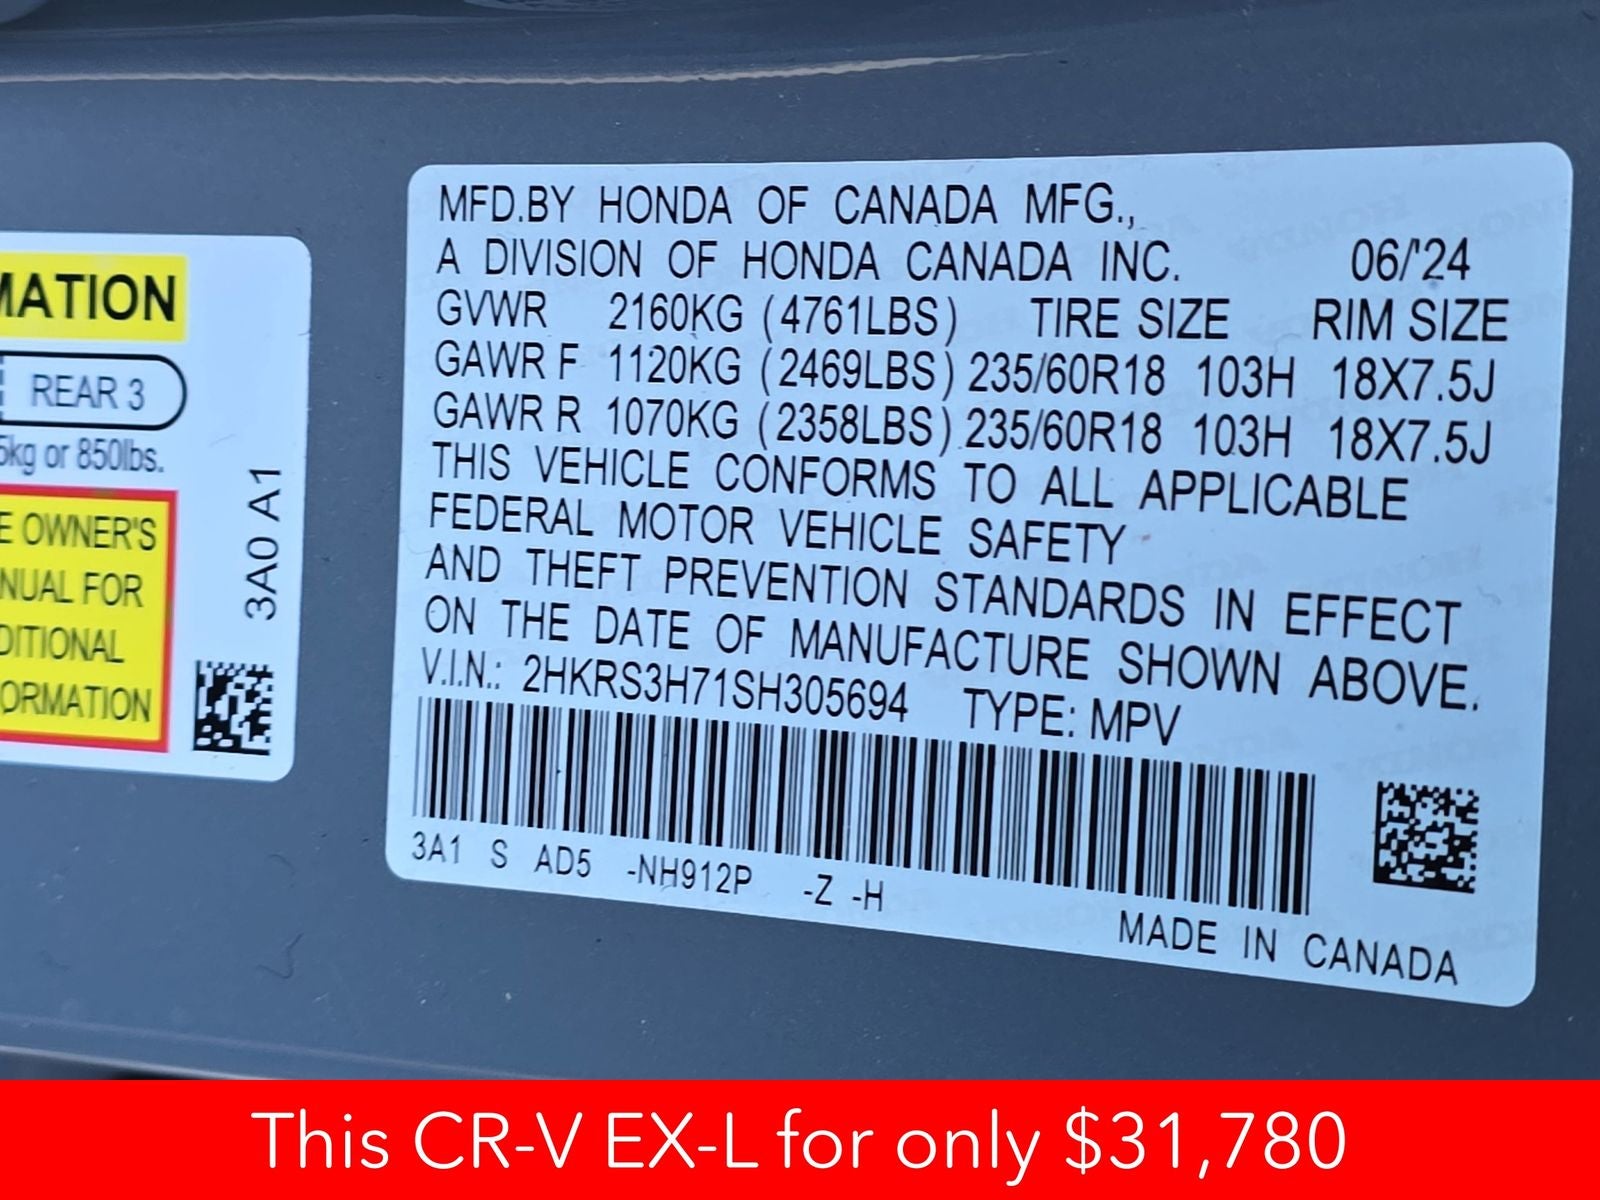 MATION
REAR 3
5kg or 850lbs.
E OWNER'S
NUAL FOR
DITIONAL
ORMATION
3A0 A1
MFD.BY HONDA OF CANADA MFG.,
A DIVISION OF HONDA CANADA INC. 06/'24
GVWR 2160KG (4761LBS) TIRE SIZE RIM SIZE
GAWR F 1120KG (2469LBS) 235/60R18 103H 18X7.5J
GAWR R 1070KG (2358LBS) 235/60R18 103H 18X7.5J
THIS VEHICLE CONFORMS TO ALL APPLICABLE
FEDERAL MOTOR VEHICLE SAFETY
AND THEFT PREVENTION STANDARDS IN EFFECT
ON THE DATE OF MANUFACTURE SHOWN ABOVE.
V.I.N.: 2HKRS3H71SH305694 TYPE: MPV
3A1 S AD5 -NH912P -Z -H
MADE IN CANADA
This CR-V EX-L for only $31,780